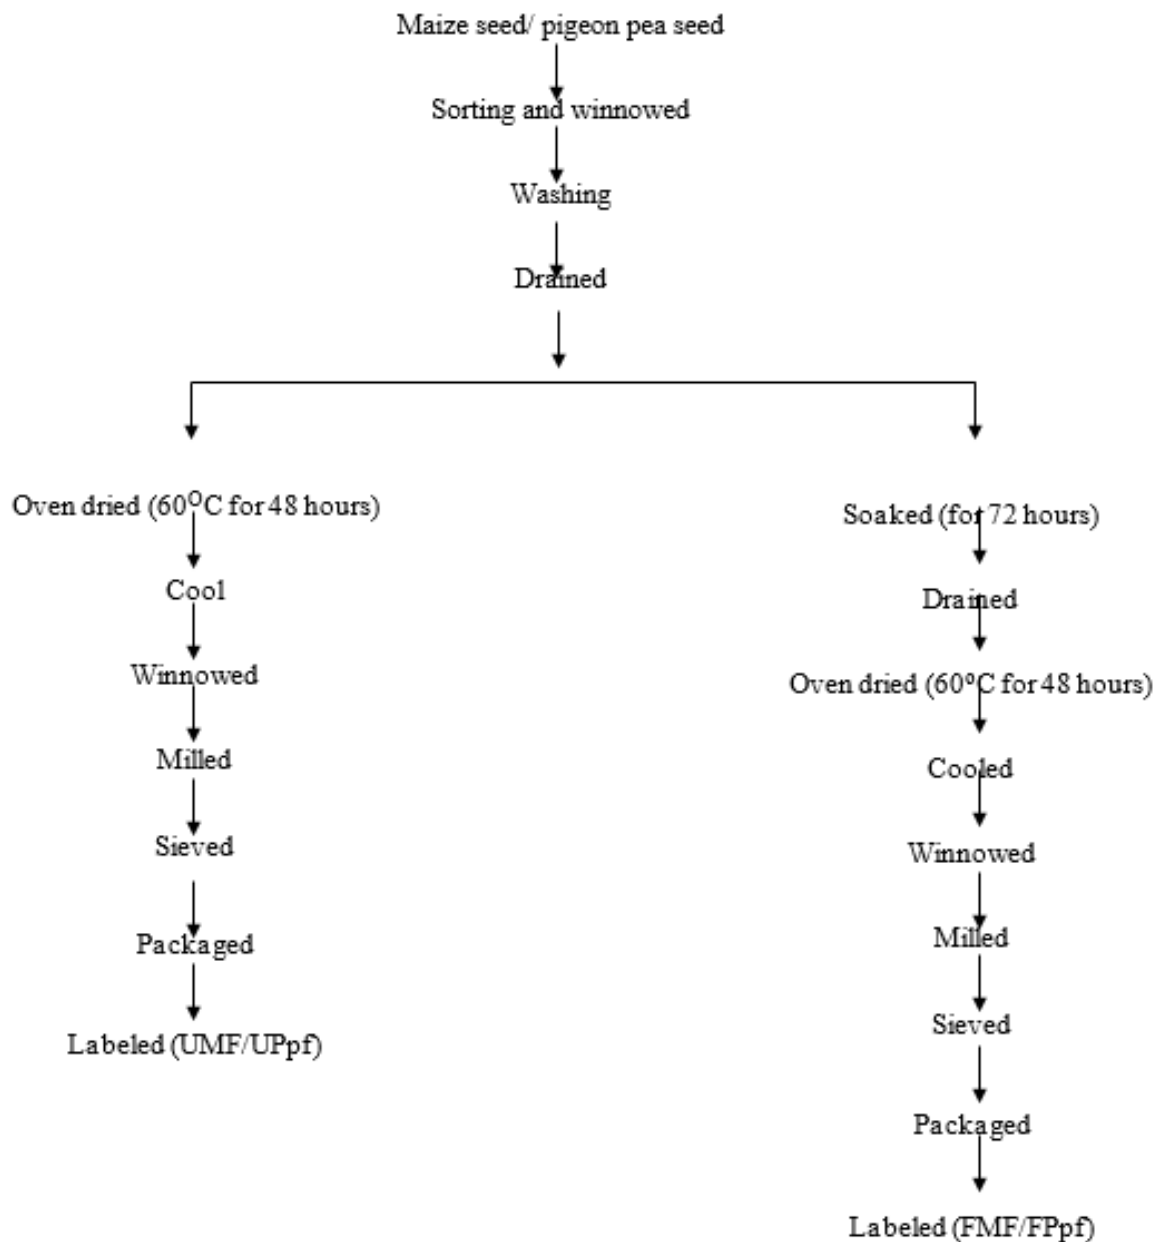 Maize seed/ pigeon pea seed
Sorting and winnowed
Washing
Drained
Oven dried (60°C for 48 hours)
Cool
Winnowed
Milled
Sieved
Packaged
Labeled (UMF/UPpf)
Soaked (for 72 hours)
Drained
Oven dried (60°C for 48 hours)
Cooled
Winnowed
Milled
Sieved
Packaged
Labeled (FMF/FPpf)